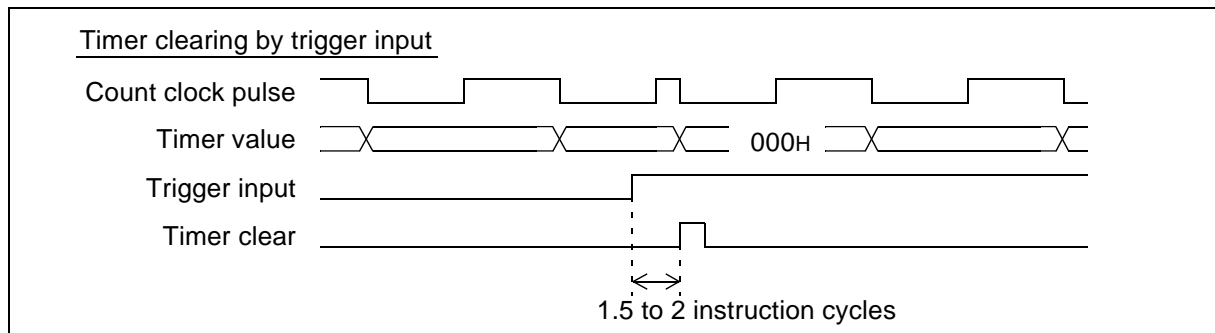 Timer clearing by trigger input
Count clock pulse
Timer value
000H
Trigger input
Timer clear
1.5 to 2 instruction cycles